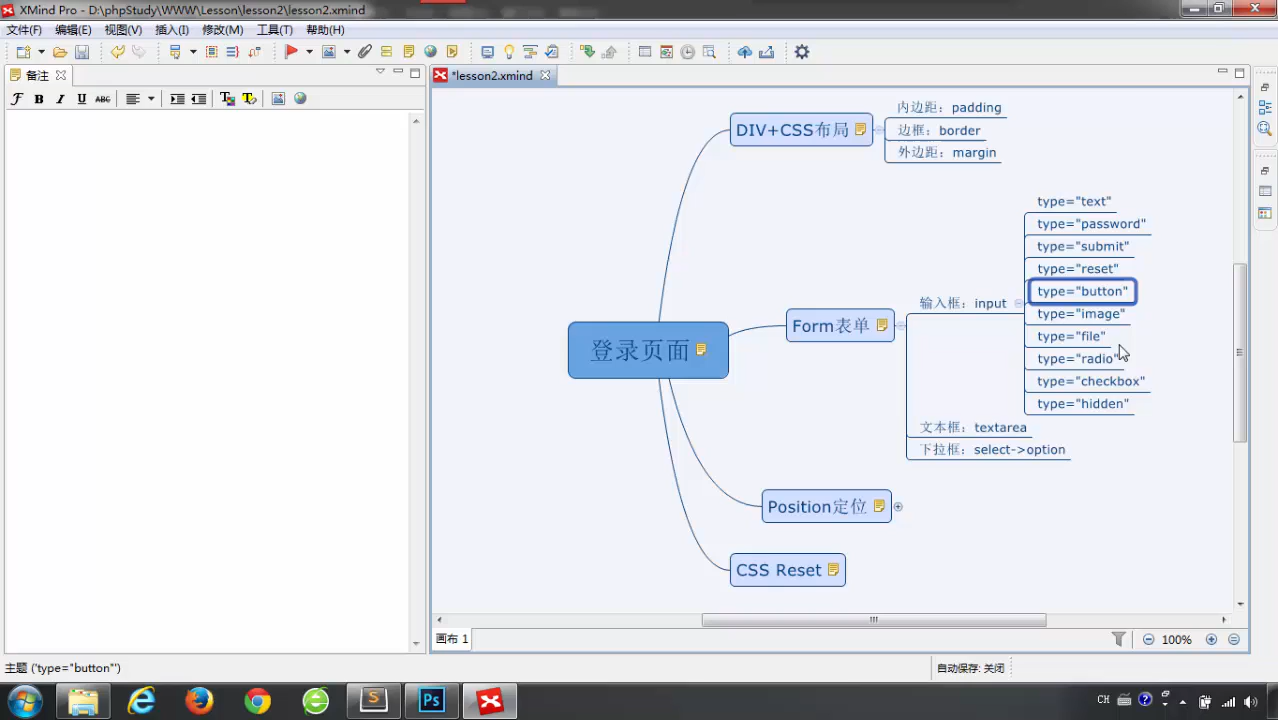 XMind Pro - D:\phpStudy\WWW\Lesson\lesson2\lesson2.xmind
文件(F) 编辑(E) 视图(V) 插入(I) 修改(M) 工具(T) 帮助(H)
备注
*lesson2.xmind
B I U ABC
DIV+CSS布局
内边距：padding
边框：border
外边距：margin
登录页面
Form表单
输入框：input
type="text"
type="password"
type="submit"
type="reset"
type="button"
type="image"
type="file"
type="radio"
type="checkbox"
type="hidden"
文本框：textarea
下拉框：select->option
Position定位
CSS Reset
画布 1
100%
主题 ('type="button"')
自动保存: 关闭
Ps
CH